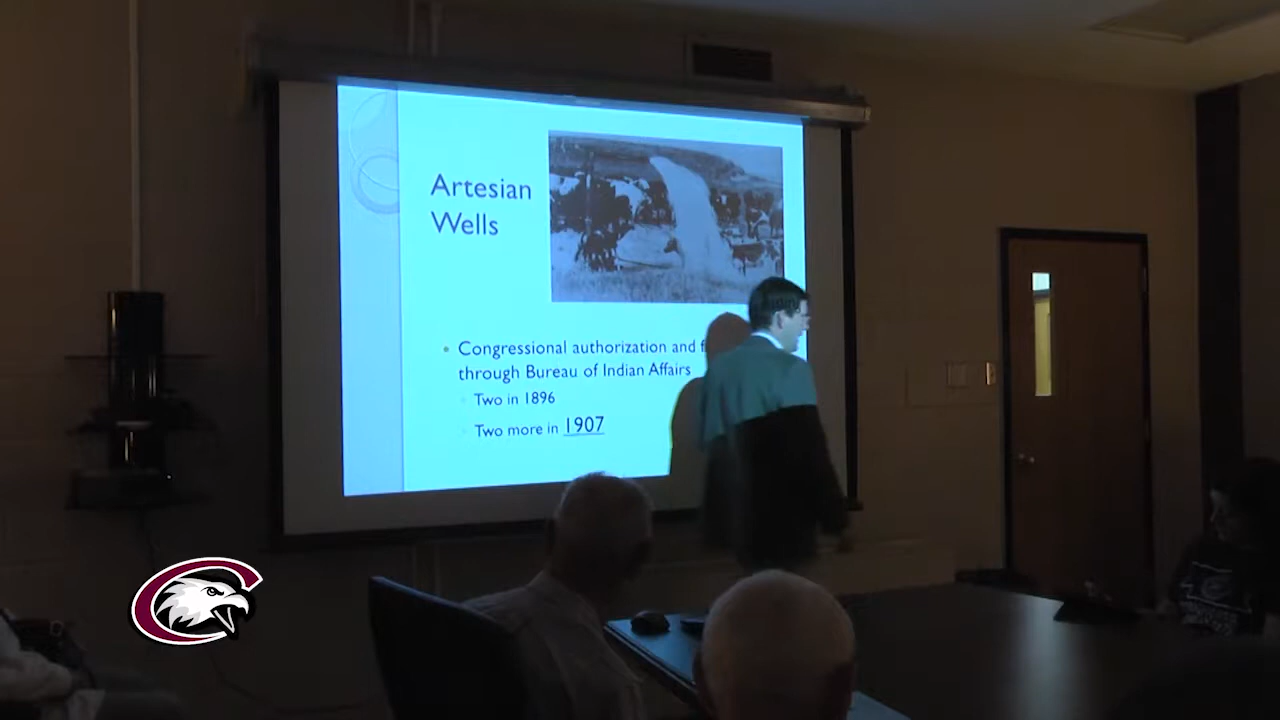 Artesian
Wells
Congressional authorization and
through Bureau of Indian Affairs
Two in 1896
Two more in 1907